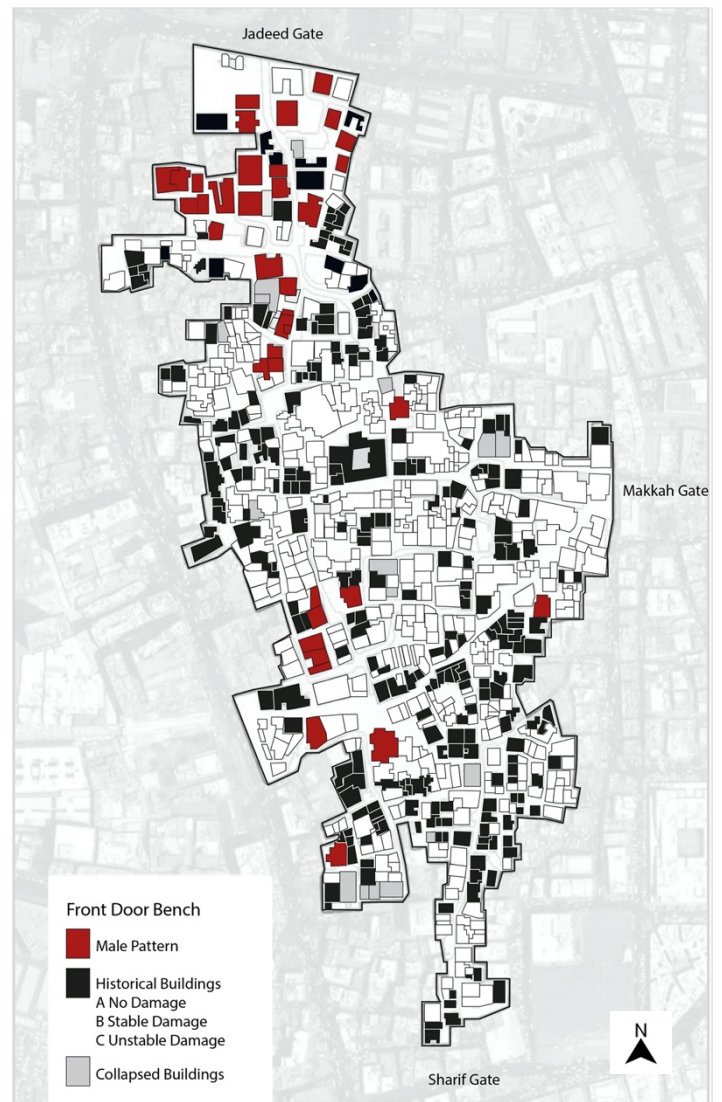 Jadeed Gate
Makkah Gate
Front Door Bench
Male Pattern
Historical Buildings
A No Damage
B Stable Damage
C Unstable Damage
Collapsed Buildings
N
Sharif Gate